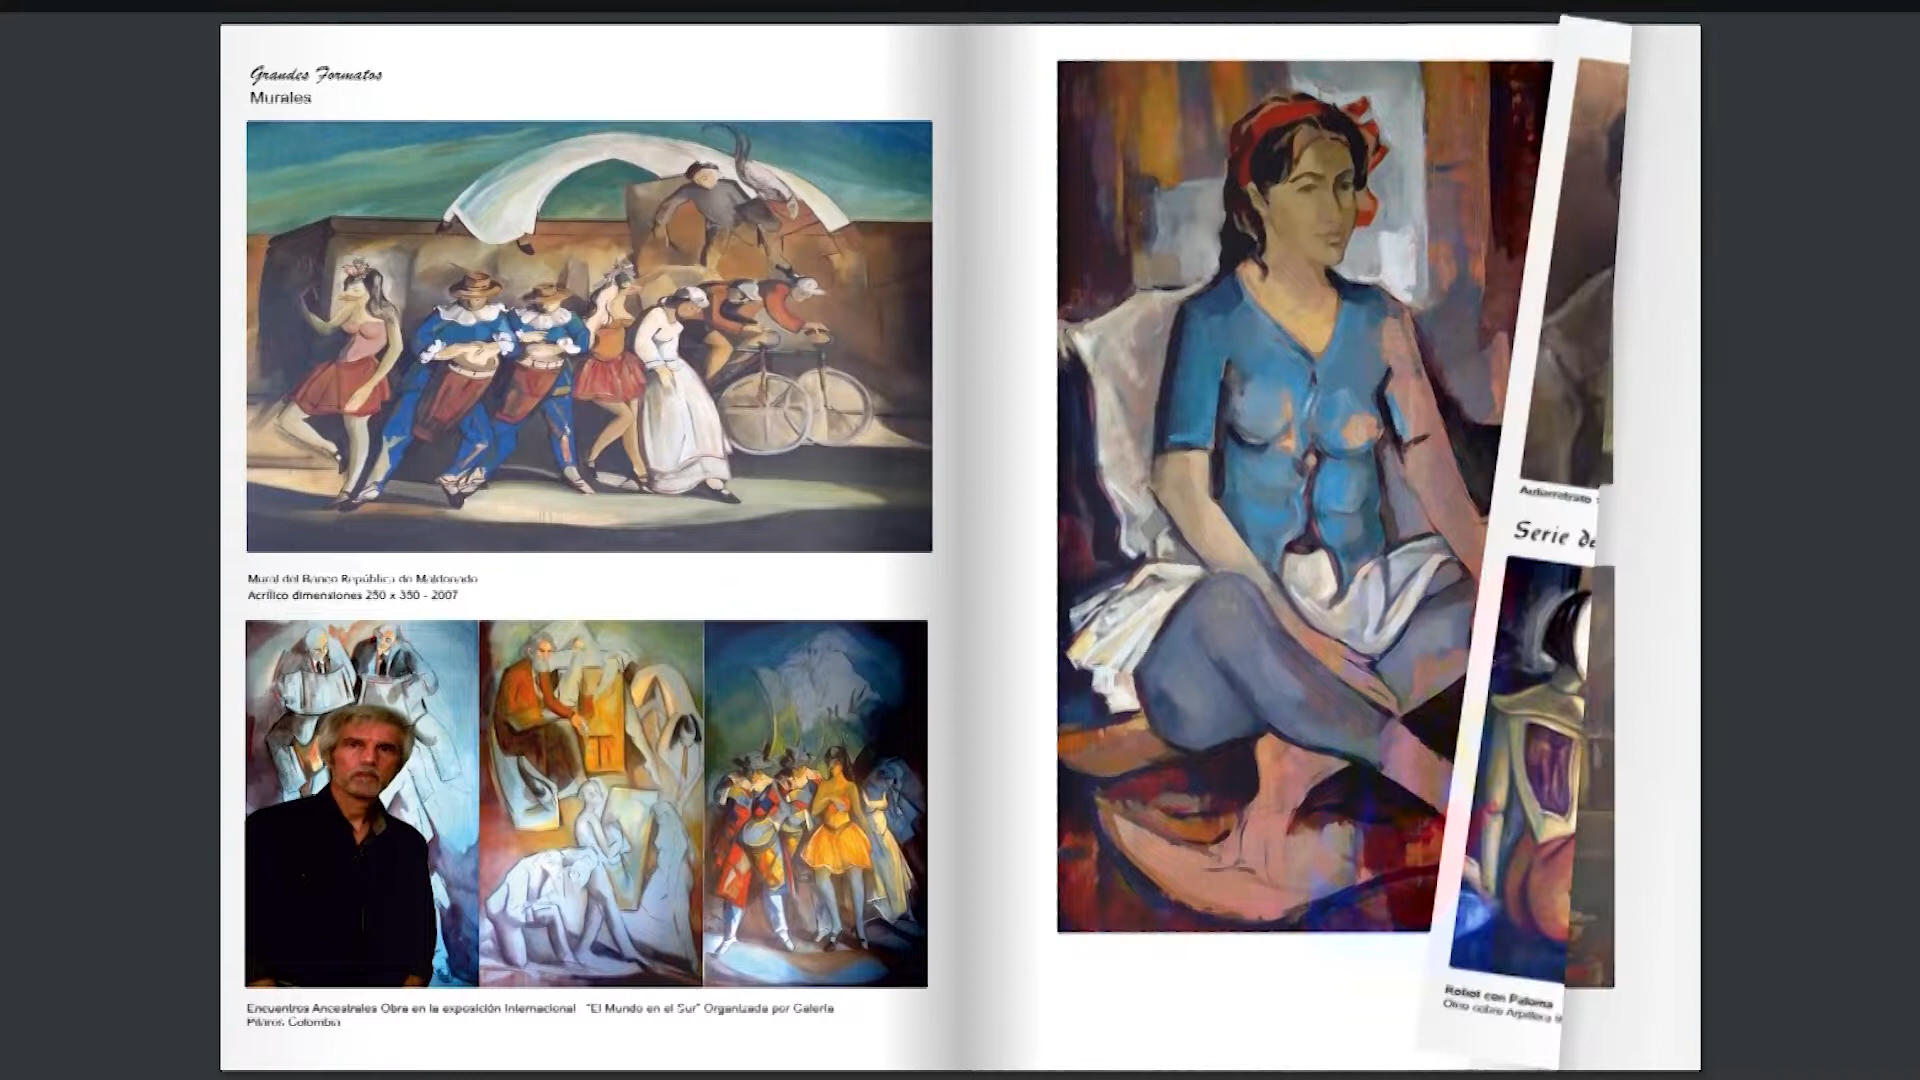 Grandes Formatos
Murales
Mural del Banco República de Maldonado
Acrílico dimensiones 250 x 350 - 2007
Encuentros Ancestrales Obra en la exposición Internacional "El Mundo en el Sur" Organizada por Galería
Pilares Colombia
Autorretrato
Serie de
Robot con Paloma
Oleo sobre Arpillera